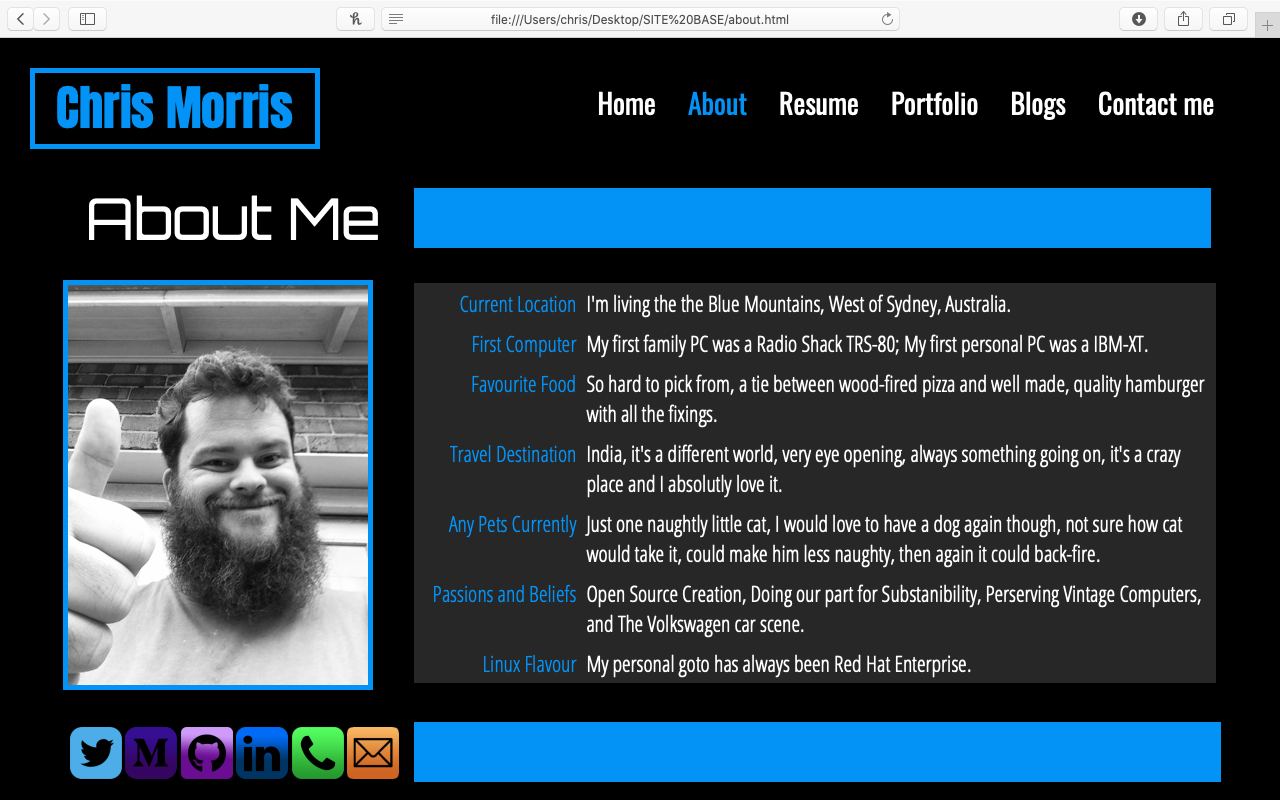 file:///Users/chris/Desktop/SITE%20BASE/about.html
Chris Morris
Home About Resume Portfolio Blogs Contact me
About Me
Current Location I'm living the the Blue Mountains, West of Sydney, Australia.
First Computer My first family PC was a Radio Shack TRS-80; My first personal PC was a IBM-XT.
Favourite Food So hard to pick from, a tie between wood-fired pizza and well made, quality hamburger
with all the fixings.
Travel Destination India, it's a different world, very eye opening, always something going on, it's a crazy
place and I absolutly love it.
Any Pets Currently Just one naughtly little cat, I would love to have a dog again though, not sure how cat
would take it, could make him less naughty, then again it could back-fire.
Passions and Beliefs Open Source Creation, Doing our part for Substanibility, Perserving Vintage Computers,
and The Volkswagen car scene.
Linux Flavour My personal goto has always been Red Hat Enterprise.
M in